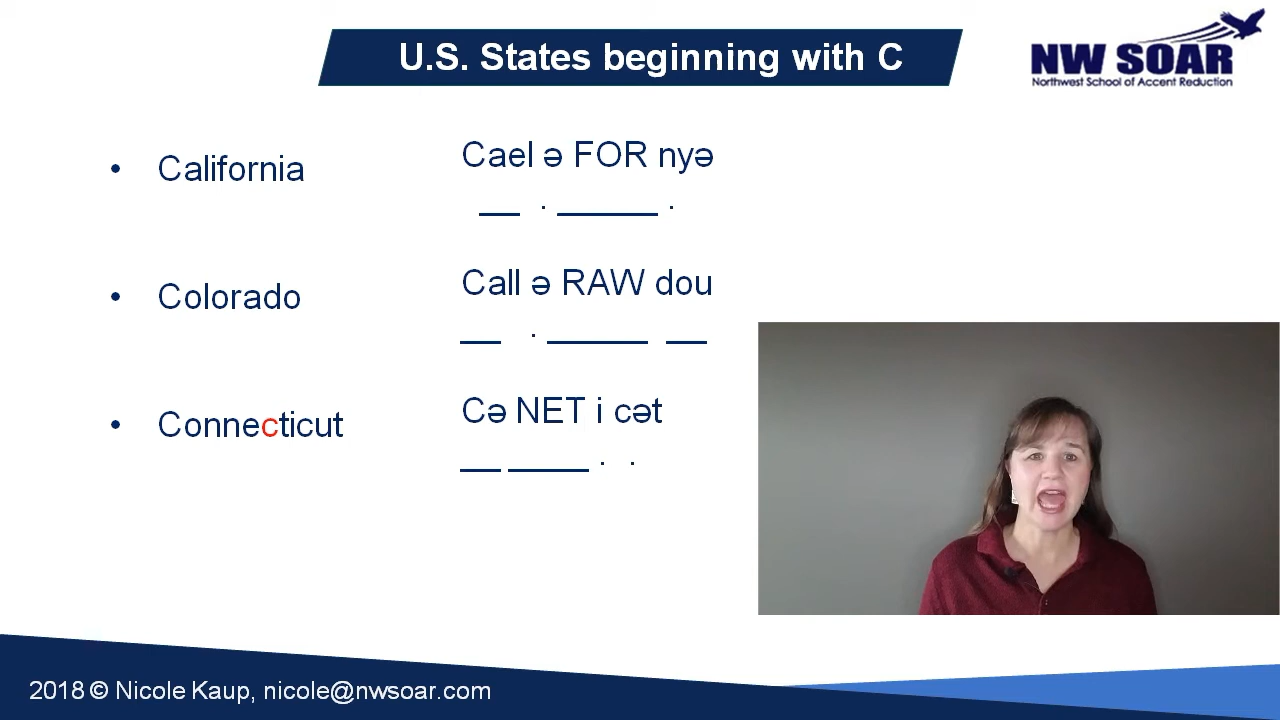 U.S. States beginning with C
NW SOAR
Northwest School of Accent Reduction
• California
Cael ə FOR nyə
• Colorado
Call ə RAW dou
• Connecticut
Cə NET i cət
2018 © Nicole Kaup, nicole@nwsoar.com